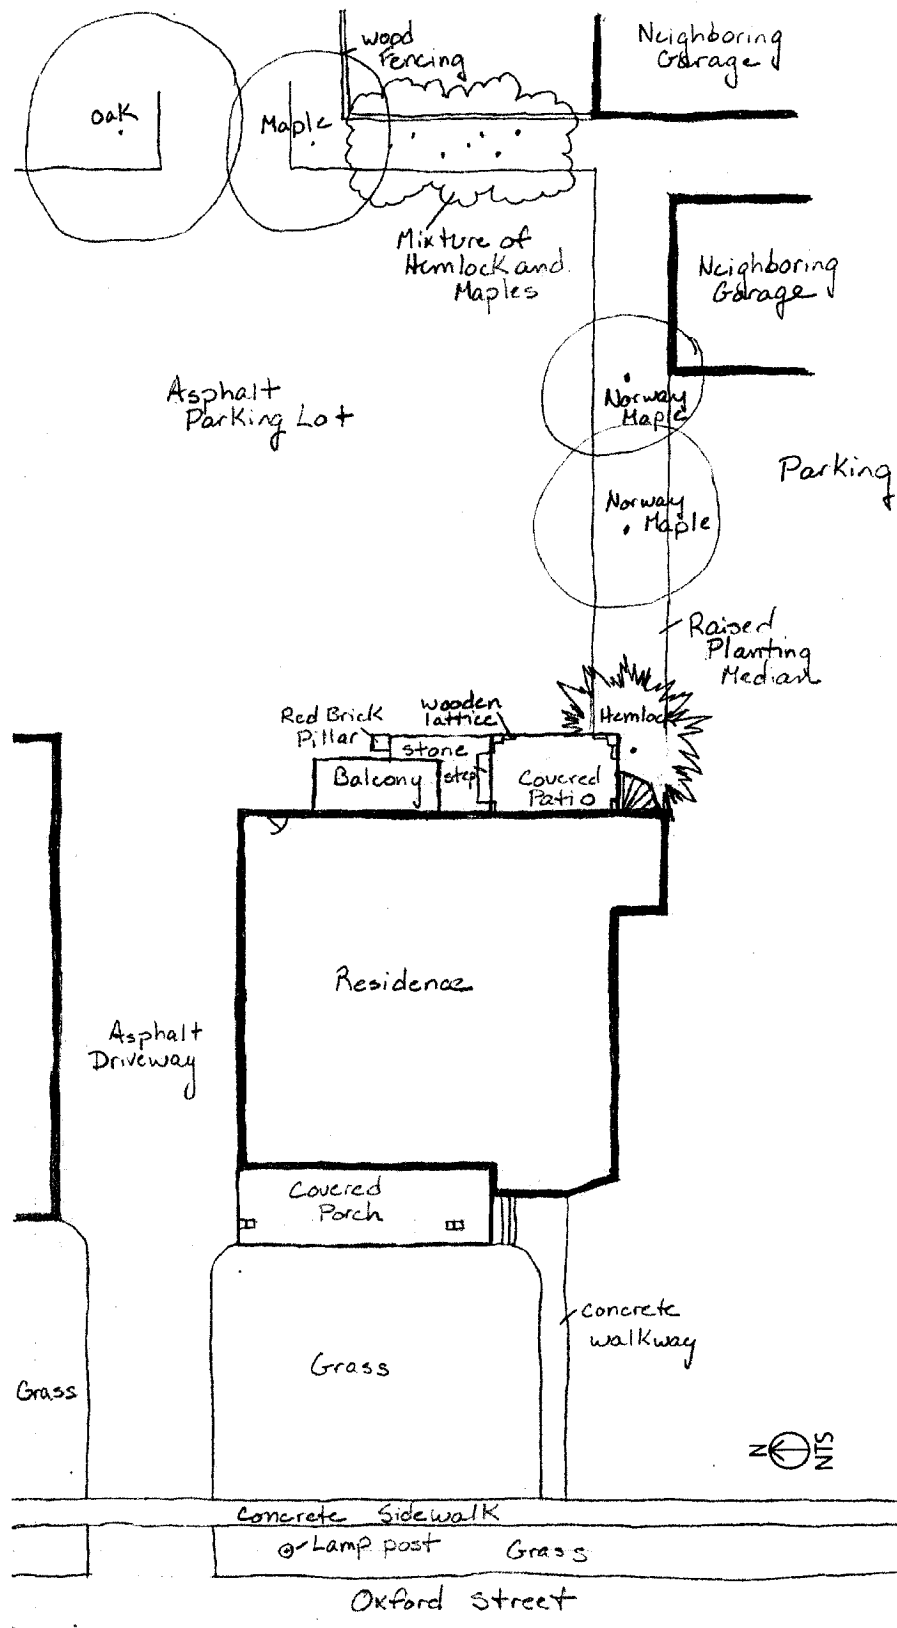 wood
Fencing
Neighboring
Garage
Oak
Maple
Mixture of
Hemlock and
Maples
Neighboring
Garage
Asphalt
Parking Lot
Norway
Maple
Parking
Norway
Maple
Raised
Planting
Median
Red Brick
Pillar
wooden
lattice
Hemlock
stone
Balcony
step
Covered
Patio
Residence
Asphalt
Driveway
Covered
Porch
Concrete
Walkway
Grass
Grass
N
NTS
Concrete Sidewalk
Lamp post
Grass
Oxford Street